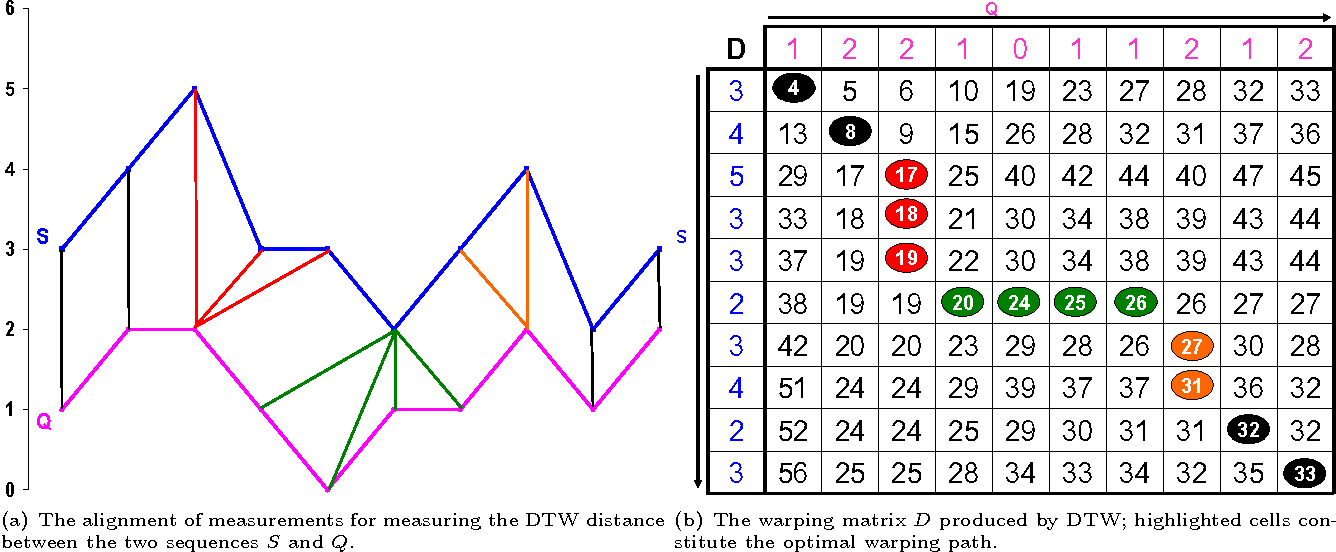 6
5
4
3
2
1
0
S
S
Q
Q
D 1 2 2 1 0 1 1 2 1 2
3 4 5 6 10 19 23 27 28 32 33
4 13 8 9 15 26 28 32 31 37 36
5 29 17 17 25 40 42 44 40 47 45
3 33 18 18 21 30 34 38 39 43 44
3 37 19 19 22 30 34 38 39 43 44
2 38 19 19 20 24 25 26 26 27 27
3 42 20 20 23 29 28 26 27 30 28
4 51 24 24 29 39 37 37 31 36 32
2 52 24 24 25 29 30 31 31 32 32
3 56 25 25 28 34 33 34 32 35 33
(a) The alignment of measurements for measuring the DTW distance
between the two sequences S and Q.
(b) The warping matrix D produced by DTW; highlighted cells con-
stitute the optimal warping path.